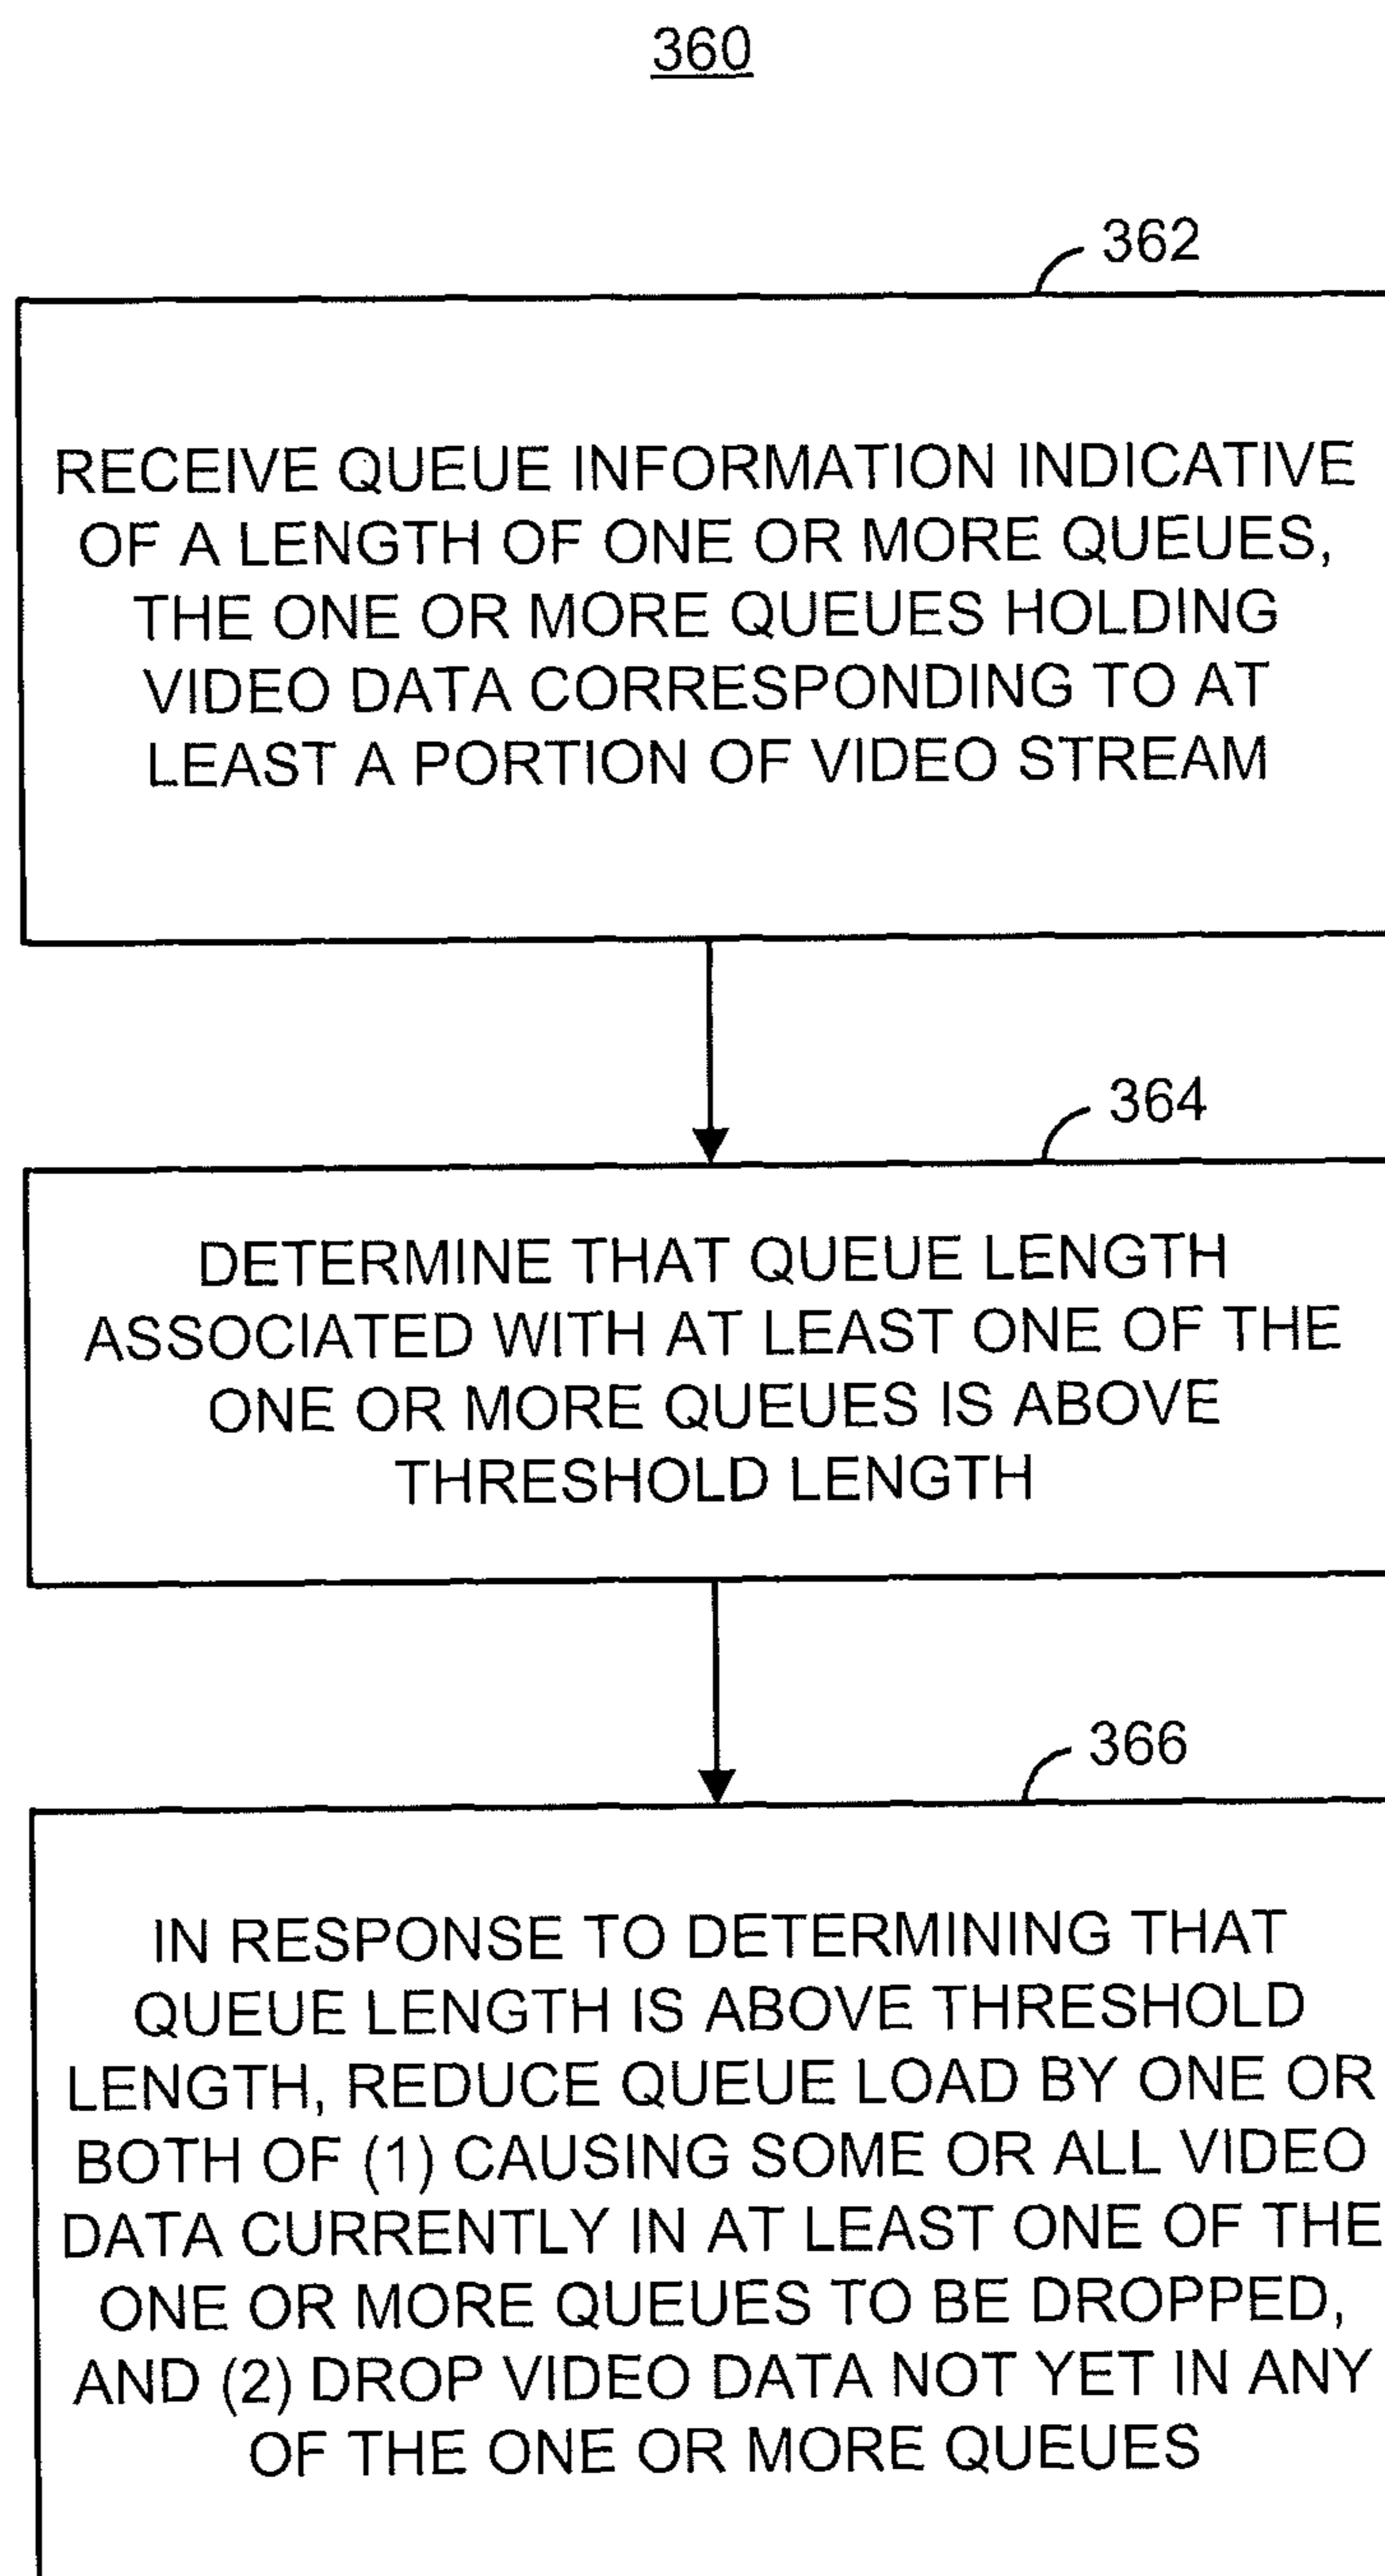 360
362
RECEIVE QUEUE INFORMATION INDICATIVE
OF A LENGTH OF ONE OR MORE QUEUES,
THE ONE OR MORE QUEUES HOLDING
VIDEO DATA CORRESPONDING TO AT
LEAST A PORTION OF VIDEO STREAM
364
DETERMINE THAT QUEUE LENGTH
ASSOCIATED WITH AT LEAST ONE OF THE
ONE OR MORE QUEUES IS ABOVE
THRESHOLD LENGTH
366
IN RESPONSE TO DETERMINING THAT
QUEUE LENGTH IS ABOVE THRESHOLD
LENGTH, REDUCE QUEUE LOAD BY ONE OR
BOTH OF (1) CAUSING SOME OR ALL VIDEO
DATA CURRENTLY IN AT LEAST ONE OF THE
ONE OR MORE QUEUES TO BE DROPPED,
AND (2) DROP VIDEO DATA NOT YET IN ANY
OF THE ONE OR MORE QUEUES